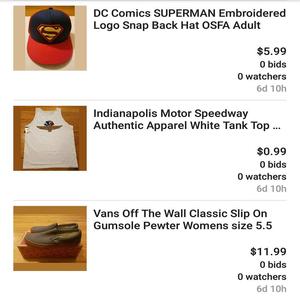 DC Comics SUPERMAN Embroidered
Logo Snap Back Hat OSFA Adult
$5.99
0 bids
0 watchers
6d 10h
Indianapolis Motor Speedway
Authentic Apparel White Tank Top ...
$0.99
0 bids
0 watchers
6d 10h
Vans Off The Wall Classic Slip On
Gumsole Pewter Womens size 5.5
$11.99
0 bids
0 watchers
6d 10h